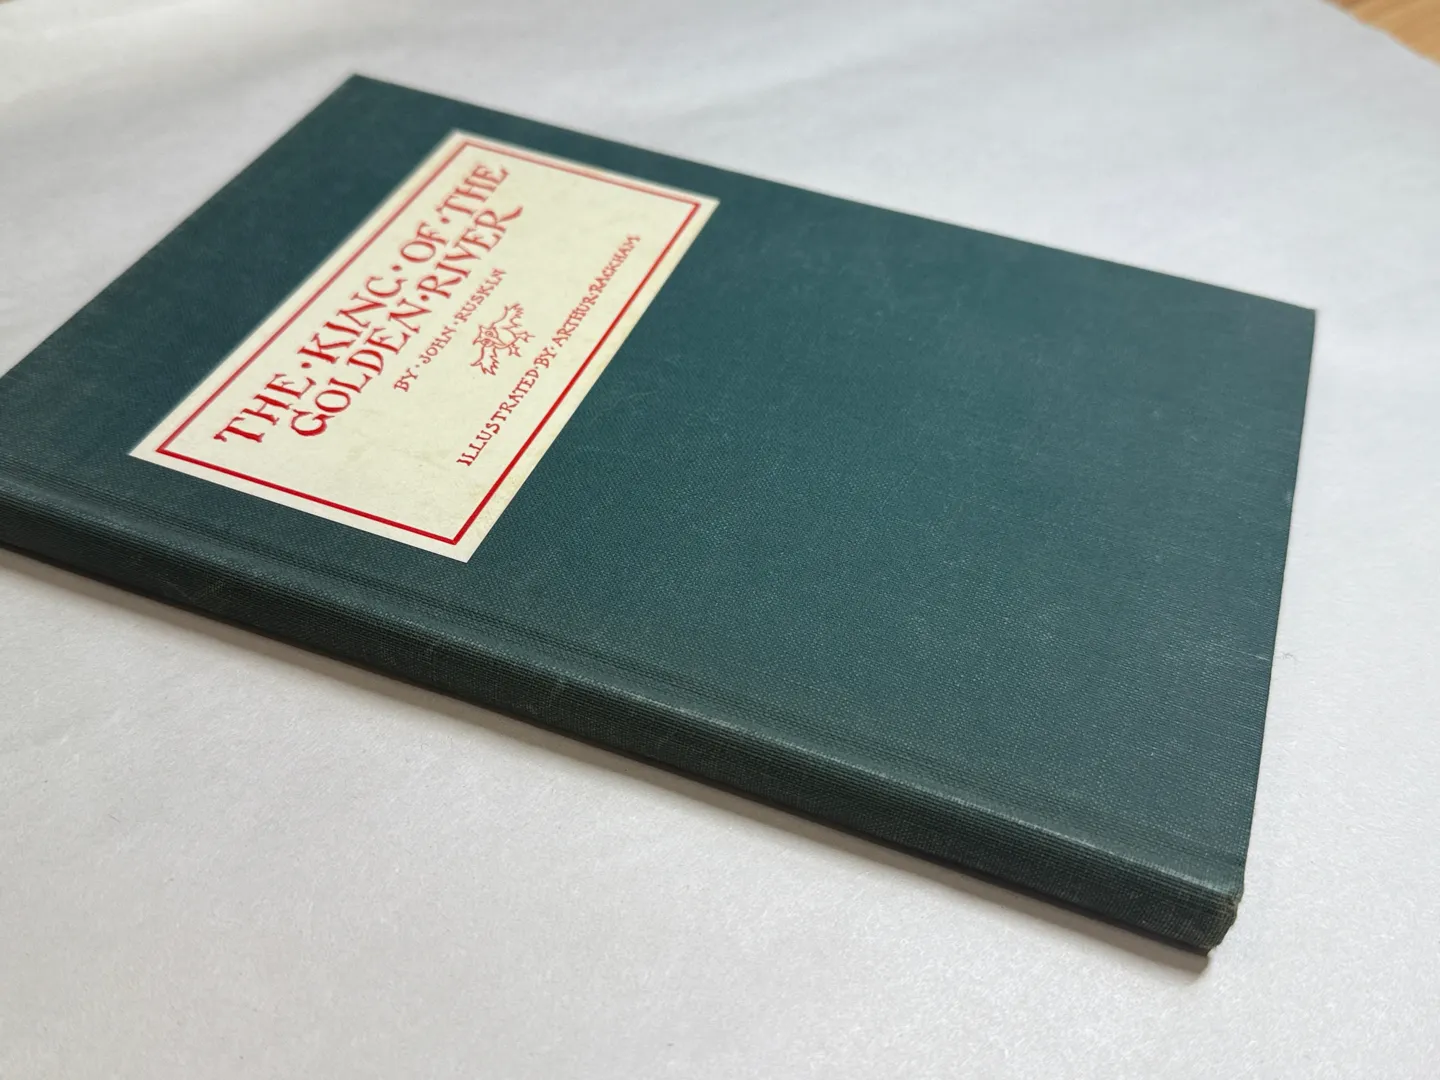 THE·KING·OF·THE
GOLDEN·RIVER
BY·JOHN·RUSKIN
ILLUSTRATED·BY·ARTHUR·RACKHAM